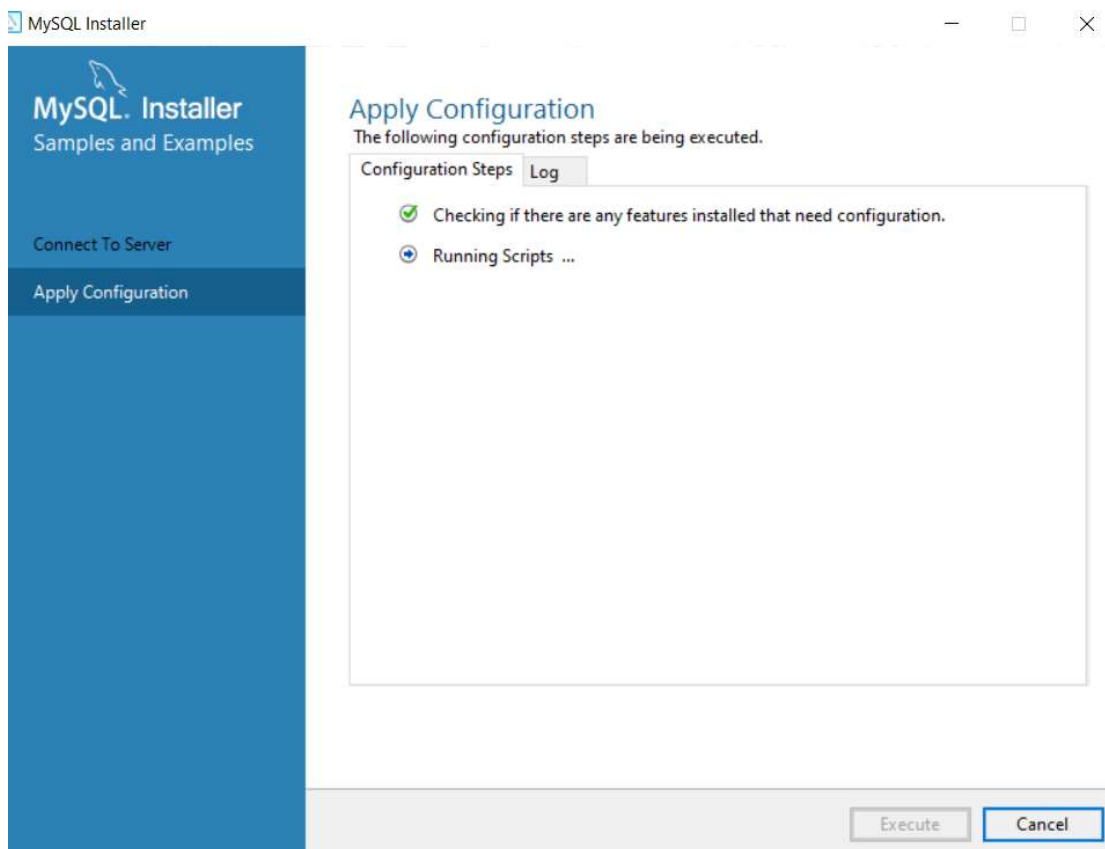 MySQL Installer
MySQL. Installer
Samples and Examples
Connect To Server
Apply Configuration
Apply Configuration
The following configuration steps are being executed.
Configuration Steps Log
Checking if there are any features installed that need configuration.
Running Scripts ...
Execute Cancel